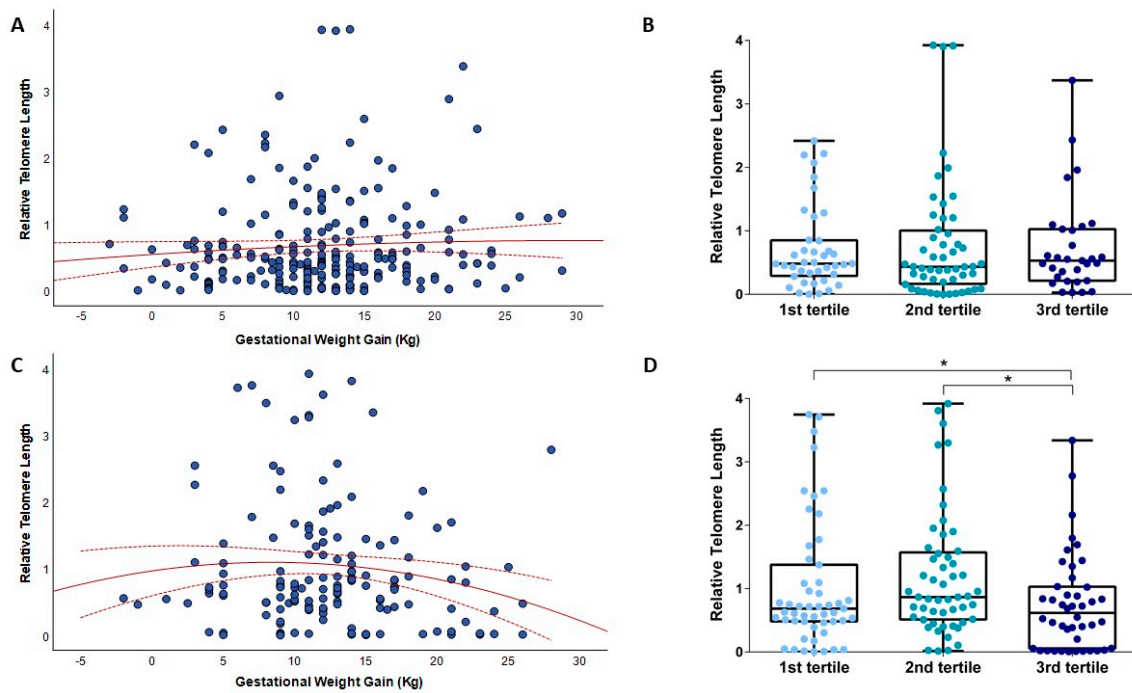 A
4
3
2
1
0
Relative Telomere Length
-5 0 5 10 15 20 25 30
Gestational Weight Gain (Kg)
B
4
3
2
1
0
Relative Telomere Length
1st tertile 2nd tertile 3rd tertile
C
4
3
2
1
0
Relative Telomere Length
-5 0 5 10 15 20 25 30
Gestational Weight Gain (Kg)
D
*
*
4
3
2
1
0
Relative Telomere Length
1st tertile 2nd tertile 3rd tertile